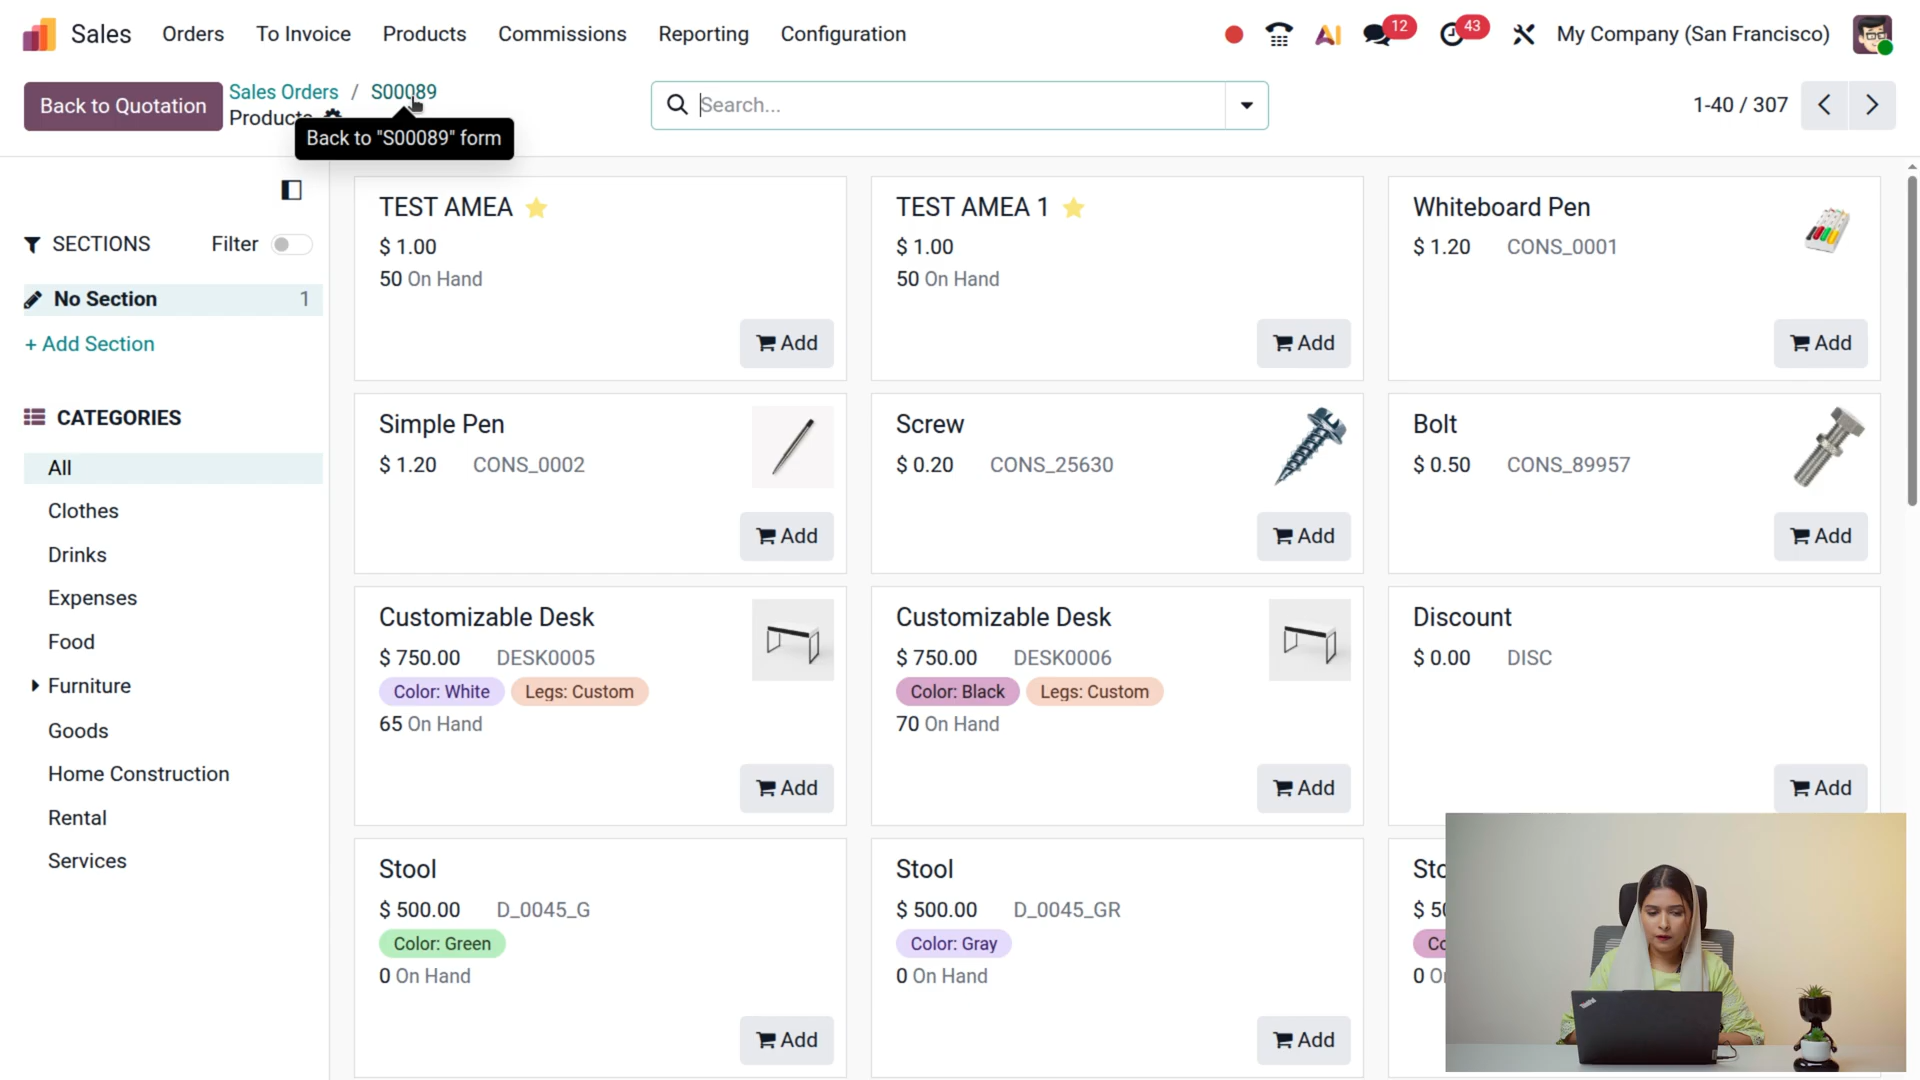 Sales Orders To Invoice Products Commissions Reporting Configuration AI 12 43 My Company (San Francisco)
Back to Quotation Sales Orders / S00089
Products
Back to "S00089" form
Search...
1-40 / 307
SECTIONS Filter
No Section 1
+ Add Section
CATEGORIES
All
Clothes
Drinks
Expenses
Food
Furniture
Goods
Home Construction
Rental
Services
TEST AMEA
$ 1.00
50 On Hand
Add
TEST AMEA 1
$ 1.00
50 On Hand
Add
Whiteboard Pen
$ 1.20 CONS_0001
Add
Simple Pen
$ 1.20 CONS_0002
Add
Screw
$ 0.20 CONS_25630
Add
Bolt
$ 0.50 CONS_89957
Add
Customizable Desk
$ 750.00 DESK0005
Color: White Legs: Custom
65 On Hand
Add
Customizable Desk
$ 750.00 DESK0006
Color: Black Legs: Custom
70 On Hand
Add
Discount
$ 0.00 DISC
Add
Stool
$ 500.00 D_0045_G
Color: Green
0 On Hand
Add
Stool
$ 500.00 D_0045_GR
Color: Gray
0 On Hand
Add